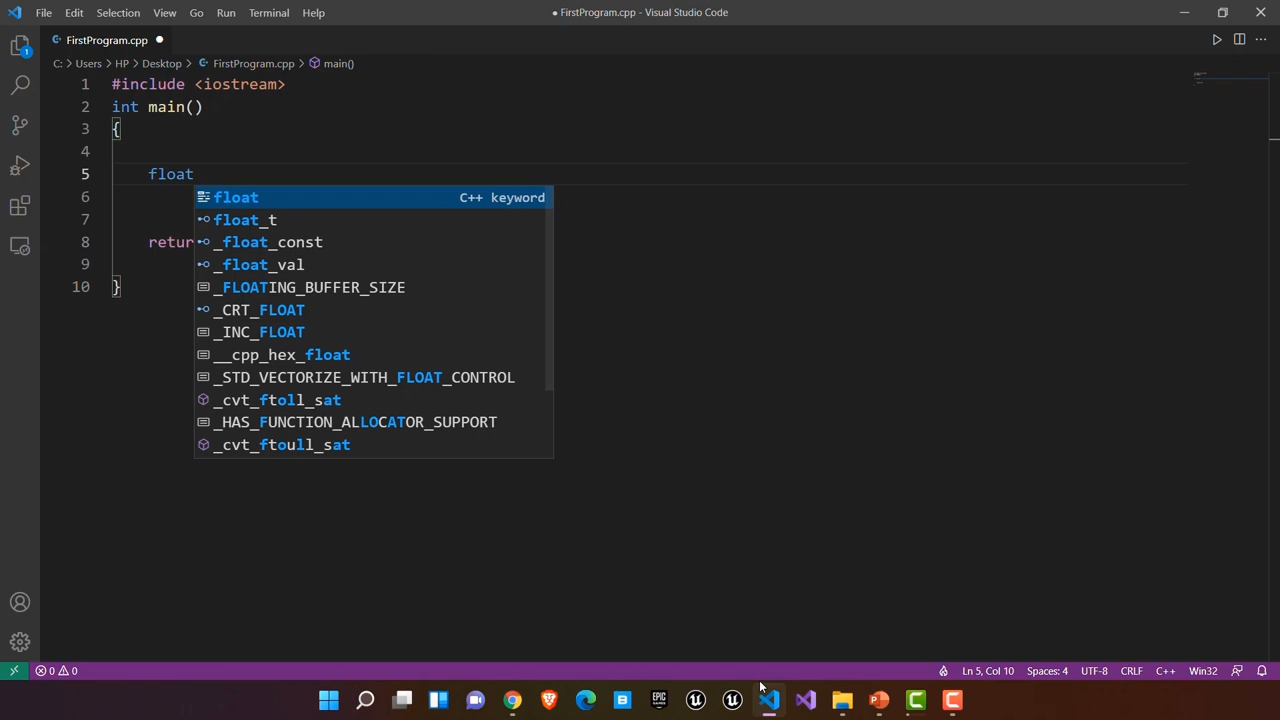 File Edit Selection View Go Run Terminal Help
● FirstProgram.cpp - Visual Studio Code
FirstProgram.cpp
C: > Users > HP > Desktop > FirstProgram.cpp > main()
1 #include <iostream>
2 int main()
3 {
4
5 float
float C++ keyword
6
float_t
7
_float_const
8 retur
_float_val
9
_FLOATING_BUFFER_SIZE
10 }
_CRT_FLOAT
_INC_FLOAT
__cpp_hex_float
_STD_VECTORIZE_WITH_FLOAT_CONTROL
_cvt_ftoll_sat
_HAS_FUNCTION_ALLOCATOR_SUPPORT
_cvt_ftoull_sat
1
0 0 Ln 5, Col 10 Spaces: 4 UTF-8 CRLF C++ Win32
EPIC GAMES